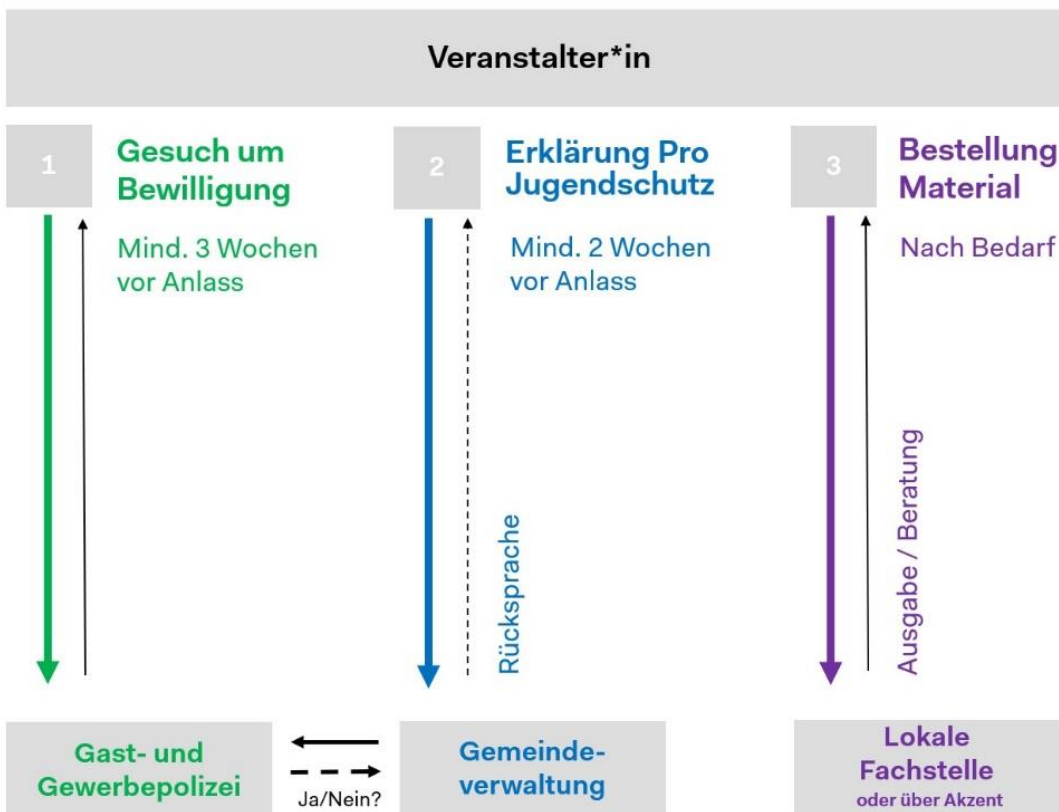 Veranstalter*in
1
Gesuch um
Bewilligung
Mind. 3 Wochen
vor Anlass
2
Erklärung Pro
Jugendschutz
Mind. 2 Wochen
vor Anlass
Rücksprache
3
Bestellung
Material
Nach Bedarf
Ausgabe / Beratung
Gast- und
Gewerbepolizei
Ja/Nein?
Gemeinde-
verwaltung
Lokale
Fachstelle
oder über Akzent